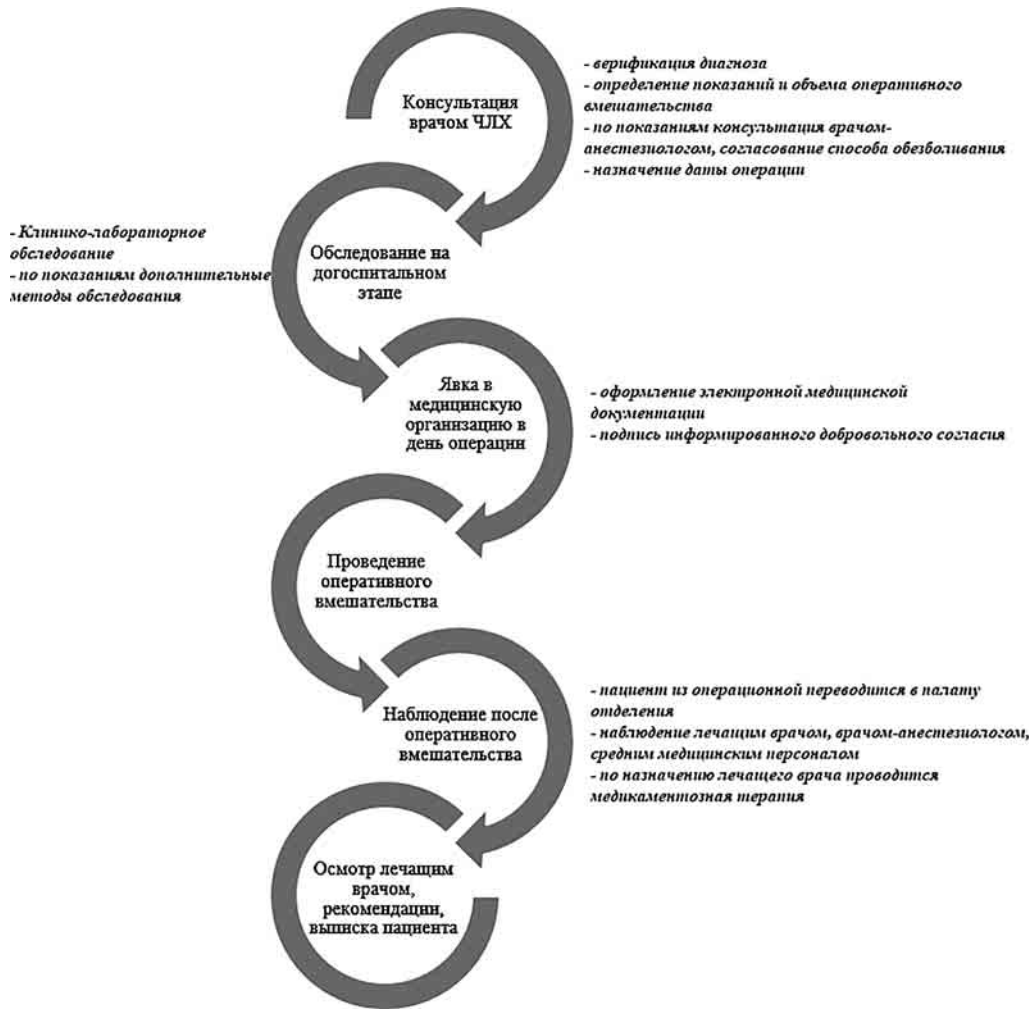 Консультация
врачом ЧЛХ
- верификация диагноза
- определение показаний и объема оперативного
вмешательства
- по показаниям консультация врачом-
анестезиологом, согласование способа обезболивания
- назначение даты операции
- Клинико-лабораторное
обследование
- по показаниям дополнительные
методы обследования
Обследование на
догоспитальном
этапе
Явка в
медицинскую
организацию в
день операции
- оформление электронной медицинской
документации
- подпись информированного добровольного согласия
Проведение
оперативного
вмешательства
Наблюдение после
оперативного
вмешательства
- пациент из операционной переводится в палату
отделения
- наблюдение лечащим врачом, врачом-анестезиологом,
средним медицинским персоналом
- по назначению лечащего врача проводится
медикаментозная терапия
Осмотр лечащим
врачом,
рекомендации,
выписка пациента